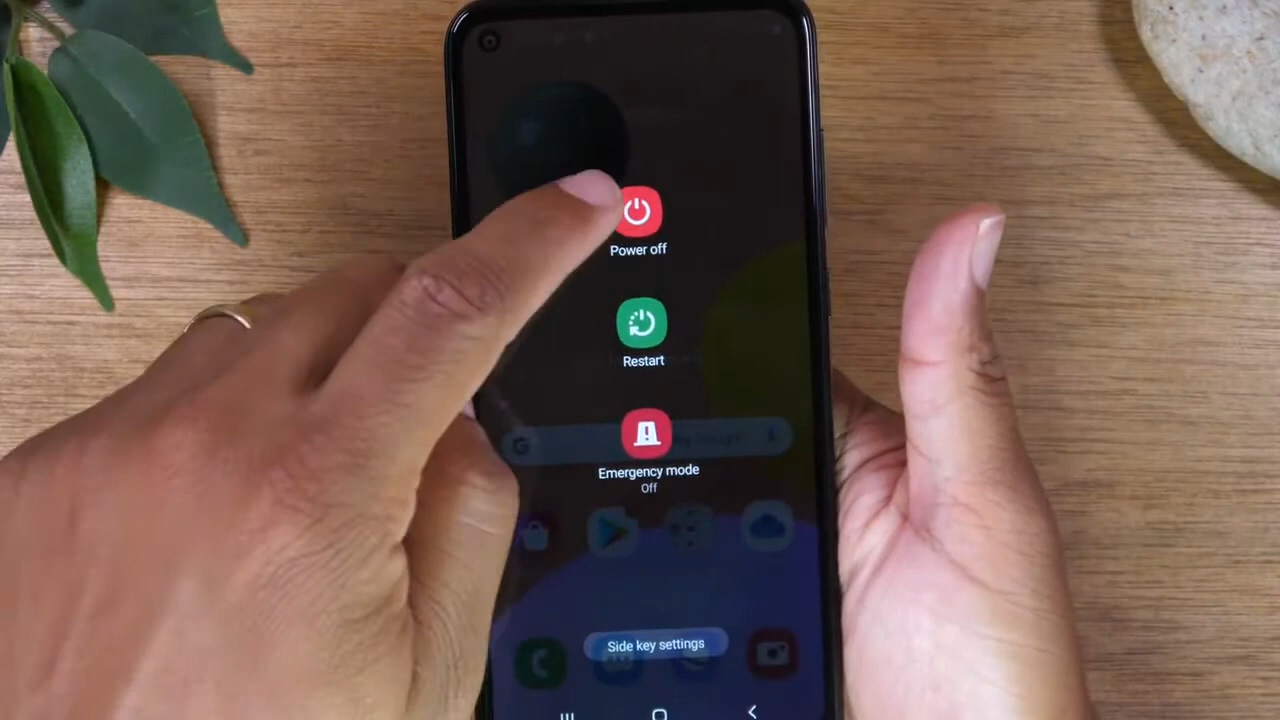 Power off
Restart
Emergency mode
Off
Side key settings